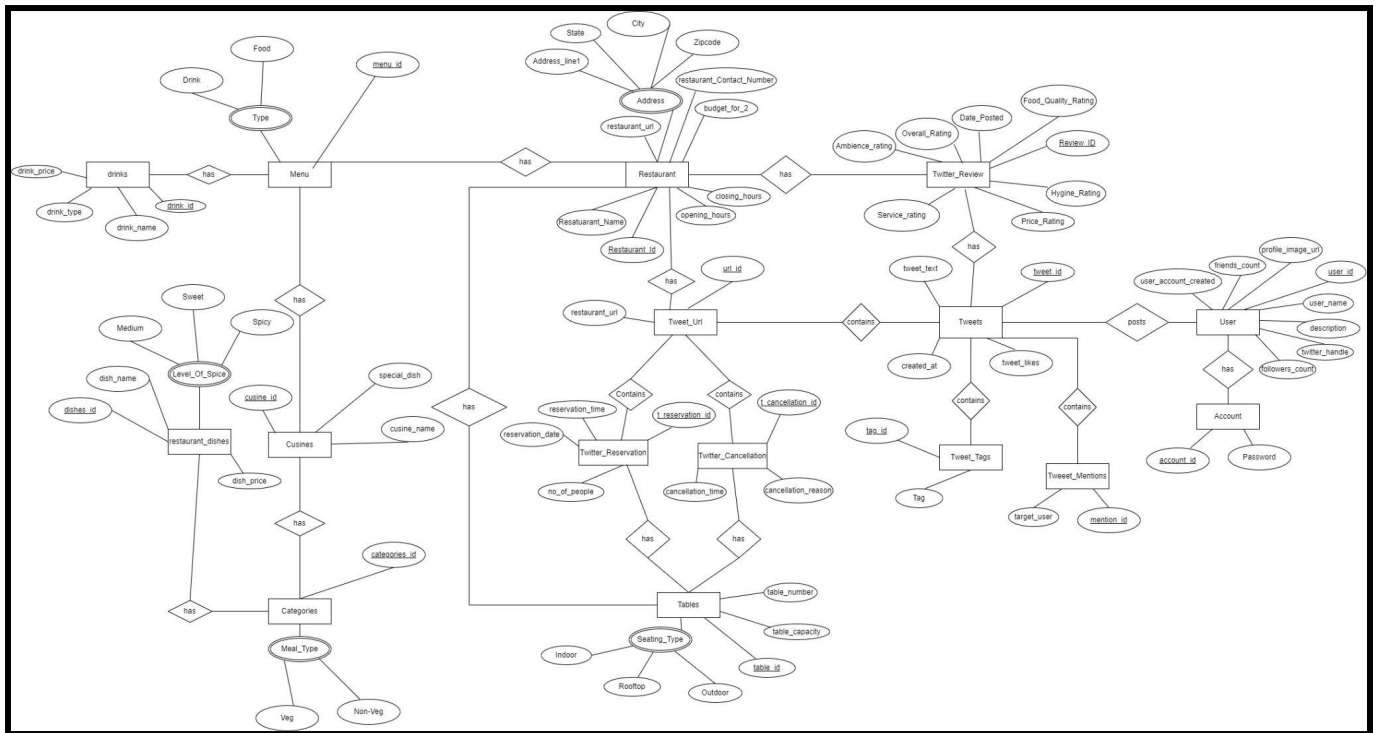 City
State
Food
Zipcode
Address_line1
menu_id
Drink
restaurant_Contact_Number
Address
budget_for_2
Food_Quality_Rating
Type
restaurant_url
Date_Posted
Overall_Rating
Ambience_rating
Review_ID
has
has
drink_price
drinks
has
Menu
Restaurant
has
Twitter_Review
closing_hours
Hygine_Rating
drink_type
drink_id
drink_name
Resatuarant_Name
opening_hours
Service_rating
Price_Rating
Restaurant_Id
has
profile_image_url
tweet_text
tweet_id
friends_count
user_id
url_id
user_account_created
has
Sweet
has
user_name
restaurant_url
Tweet_Url
contains
Tweets
posts
User
Medium
Spicy
description
twitter_handle
tweet_likes
created_at
followers_count
has
Level_Of_Spice
special_dish
dish_name
Contains
contains
cusine_id
contains
t_cancellation_id
has
reservation_time
t_reservation_id
contains
dishes_id
Account
cusine_name
reservation_date
tag_id
restaurant_dishes
Cusines
Twitter_Reservation
Twitter_Cancellation
Tweet_Tags
account_id
Password
Tweeet_Mentions
dish_price
no_of_people
cancellation_time
cancellation_reason
Tag
target_user
mention_id
has
has
has
categories_id
table_number
has
Categories
Tables
table_capacity
Seating_Type
Meal_Type
Indoor
table_id
Rooftop
Outdoor
Veg
Non-Veg